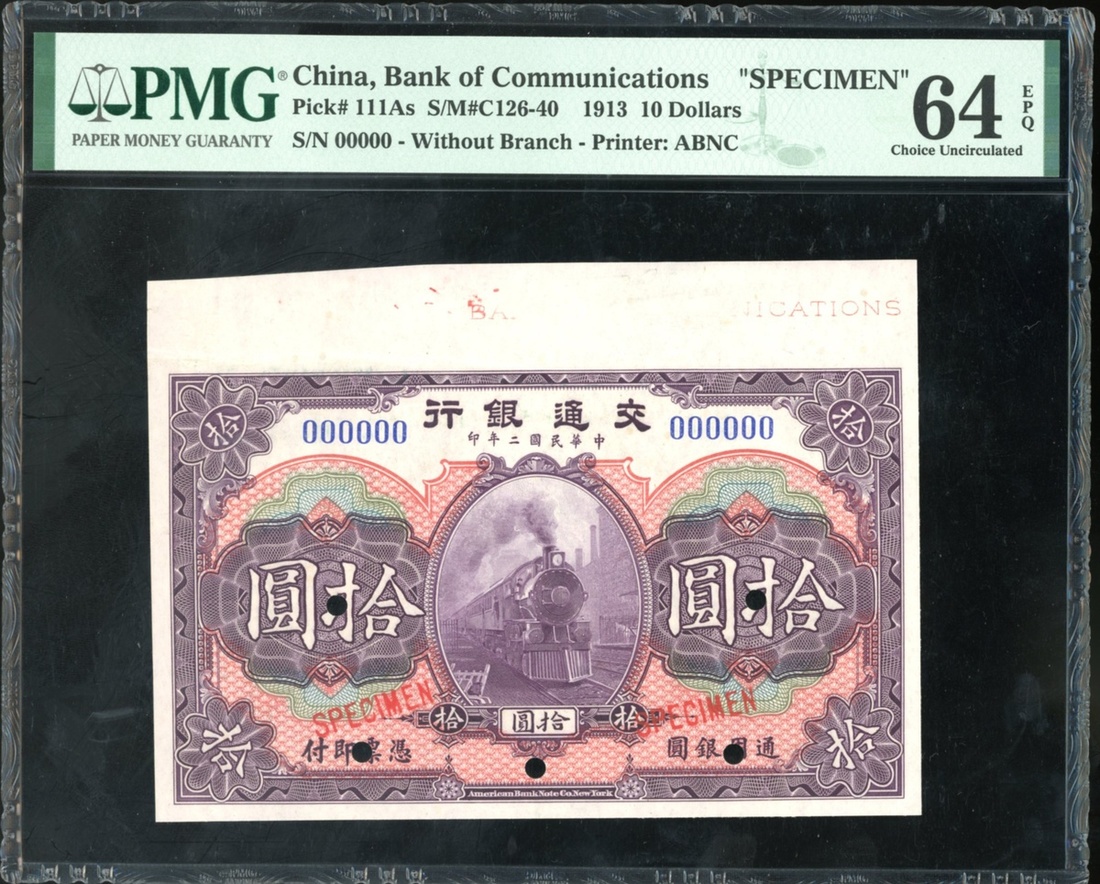 PMG®
PAPER MONEY GUARANTY
China, Bank of Communications "SPECIMEN"
Pick# 111As S/M#C126-40 1913 10 Dollars
S/N 00000 - Without Branch - Printer: ABNC
64 EPQ
Choice Uncirculated
ICATIONS
拾 拾
行銀通交
000000 000000
印年二國民華中
圓拾 圓拾
SPECIMEN SPECIMEN
拾 圓拾 拾
付即票憑 圓銀用通
拾 拾
American Bank Note Co. New York